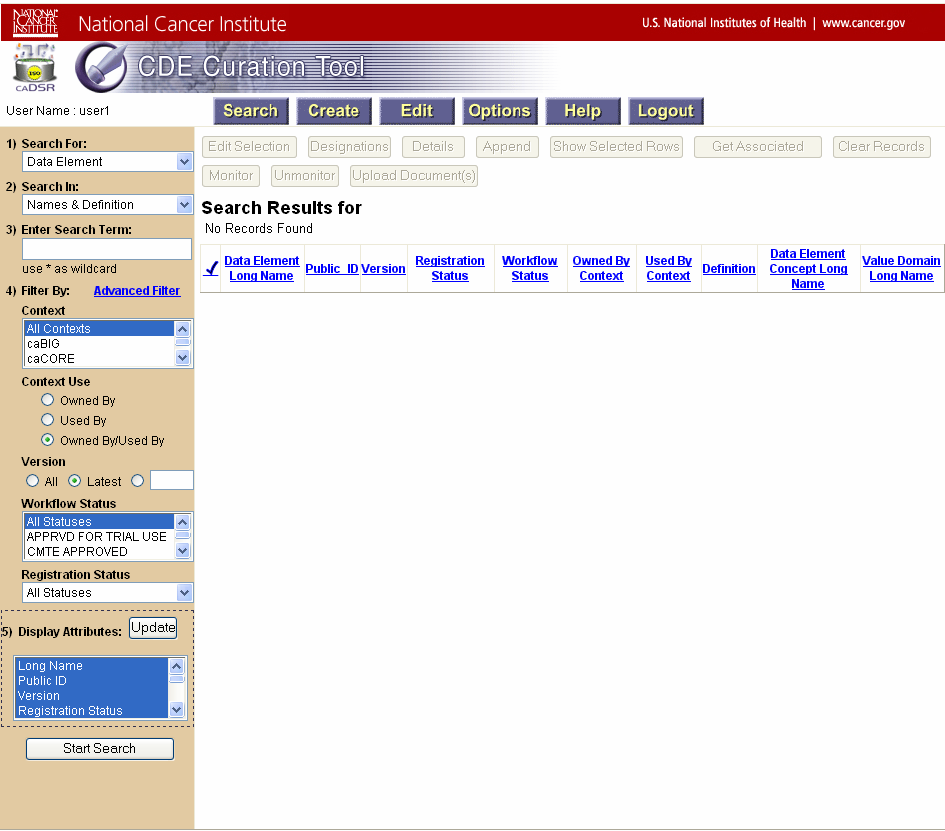 NATIONAL CANCER INSTITUTE
National Cancer Institute
U.S. National Institutes of Health | www.cancer.gov
ISO
caDSR
CDE Curation Tool
User Name : user1
Search Create Edit Options Help Logout
1) Search For:
Data Element
2) Search In:
Names & Definition
3) Enter Search Term:
use * as wildcard
4) Filter By: Advanced Filter
Context
All Contexts
caBIG
caCORE
Context Use
Owned By
Used By
Owned By/Used By
Version
All Latest
Workflow Status
All Statuses
APPRVD FOR TRIAL USE
CMTE APPROVED
Registration Status
All Statuses
5) Display Attributes: Update
Long Name
Public ID
Version
Registration Status
Start Search
Edit Selection Designations Details Append Show Selected Rows Get Associated Clear Records
Monitor Unmonitor Upload Document(s)
Search Results for
No Records Found
Data Element Long Name
Public_ID
Version
Registration Status
Workflow Status
Owned By Context
Used By Context
Definition
Data Element Concept Long Name
Value Domain Long Name